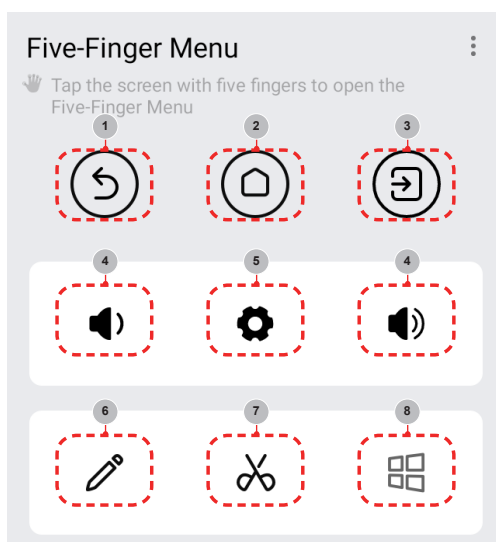 Five-Finger Menu
Tap the screen with five fingers to open the
Five-Finger Menu
1 2 3
4 5 4
6 7 8